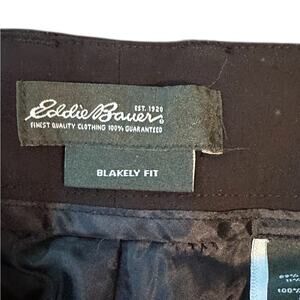 EST. 1920
Eddie Bauer
FINEST QUALITY CLOTHING 100% GUARANTEED
BLAKELY FIT